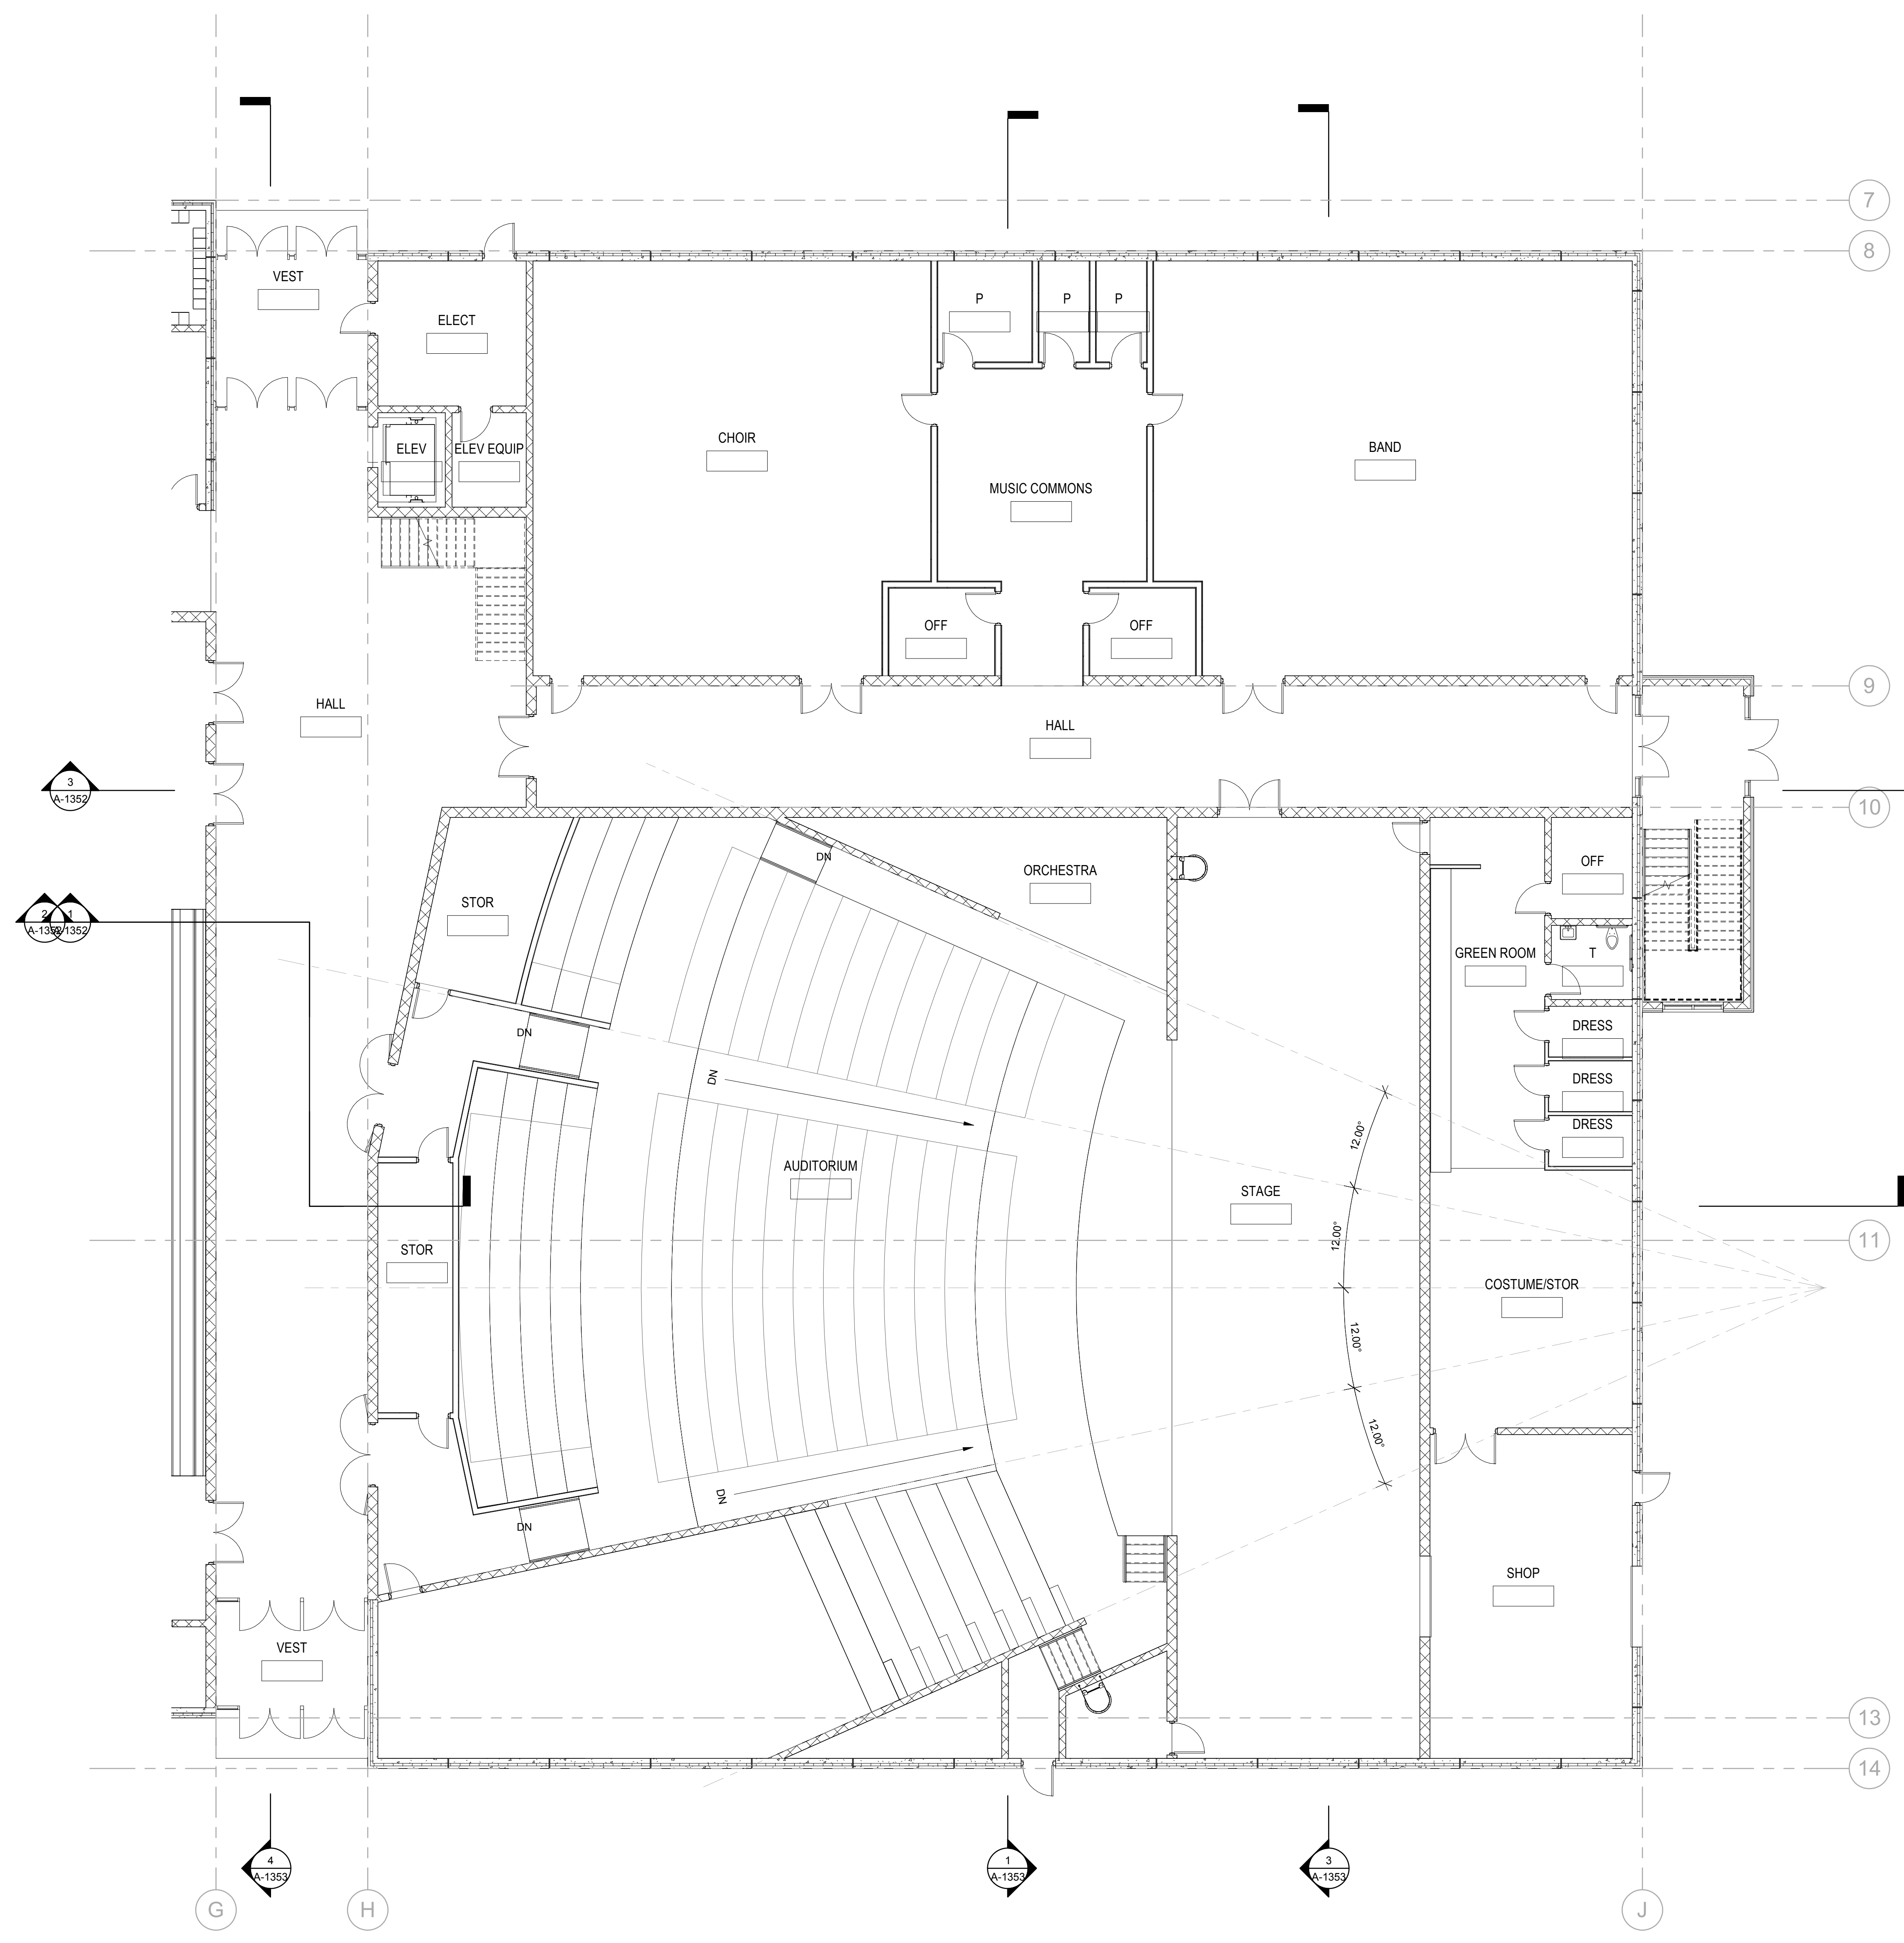 7
8
VEST
P
P
P
ELECT
CHOIR
BAND
ELEV
ELEV EQUIP
MUSIC COMMONS
OFF
OFF
9
HALL
HALL
3
A-1352
10
DN
OFF
ORCHESTRA
STOR
2
1
A-1352
A-1352
GREEN ROOM
T
DN
DRESS
DN
DRESS
DRESS
12.00°
AUDITORIUM
STAGE
12.00°
11
STOR
COSTUME/STOR
12.00°
12.00°
DN
DN
SHOP
VEST
13
14
4
A-1353
1
A-1353
3
A-1353
G
H
J